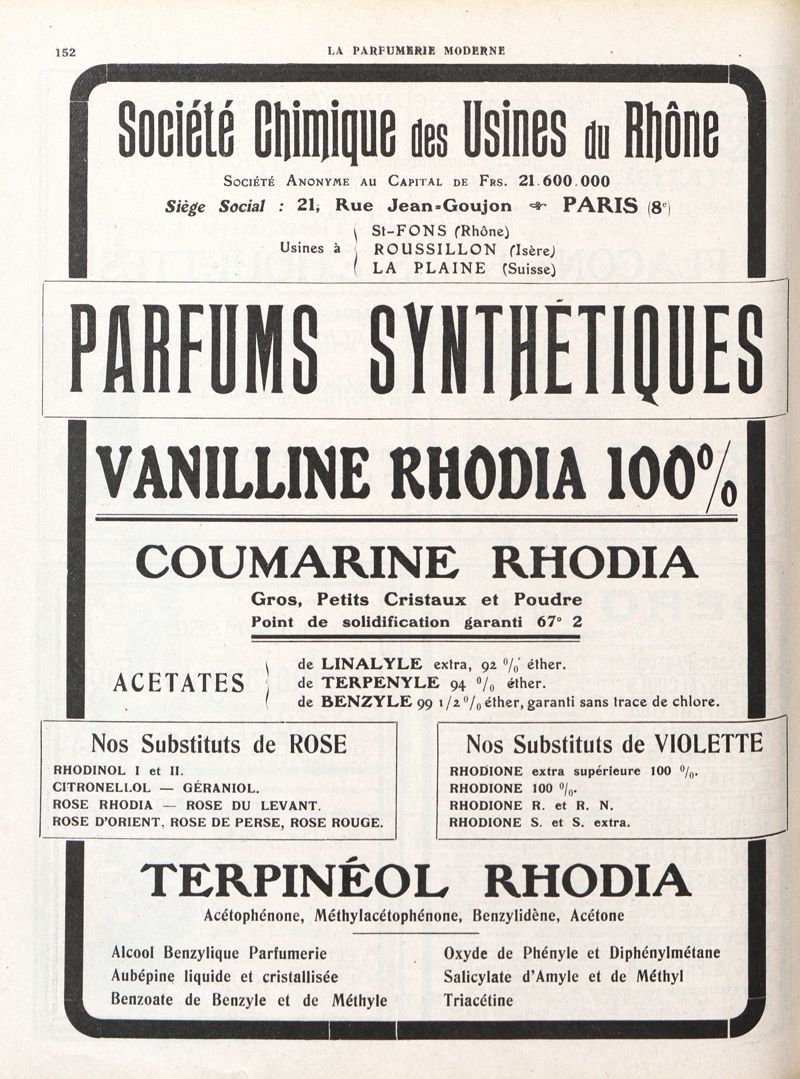 152
LA PARFUMERIE MODERNE
Société Chimique des Usines du Rhône
SOCIÉTÉ ANONYME AU CAPITAL DE FRS. 21.600.000
Siège Social : 21, Rue Jean-Goujon PARIS (8e)
Usines à
St-FONS (Rhône)
ROUSSILLON (Isère)
LA PLAINE (Suisse)
PARFUMS SYNTHÉTIQUES
VANILLINE RHODIA 100%
COUMARINE RHODIA
Gros, Petits Cristaux et Poudre
Point de solidification garanti 67° 2
ACETATES
de LINALYLE extra, 92 % éther.
de TERPENYLE 94 % éther.
de BENZYLE 99 1/2 % éther, garanti sans trace de chlore.
Nos Substituts de ROSE
RHODINOL I et II.
CITRONELLOL — GÉRANIOL.
ROSE RHODIA — ROSE DU LEVANT.
ROSE D'ORIENT, ROSE DE PERSE, ROSE ROUGE.
Nos Substituts de VIOLETTE
RHODIONE extra supérieure 100 %.
RHODIONE 100 %.
RHODIONE R. et R. N.
RHODIONE S. et S. extra.
TERPINÉOL RHODIA
Acétophénone, Méthylacétophénone, Benzylidène, Acétone
Alcool Benzylique Parfumerie
Aubépine liquide et cristallisée
Benzoate de Benzyle et de Méthyle
Oxyde de Phényle et Diphénylmétane
Salicylate d'Amyle et de Méthyl
Triacétine